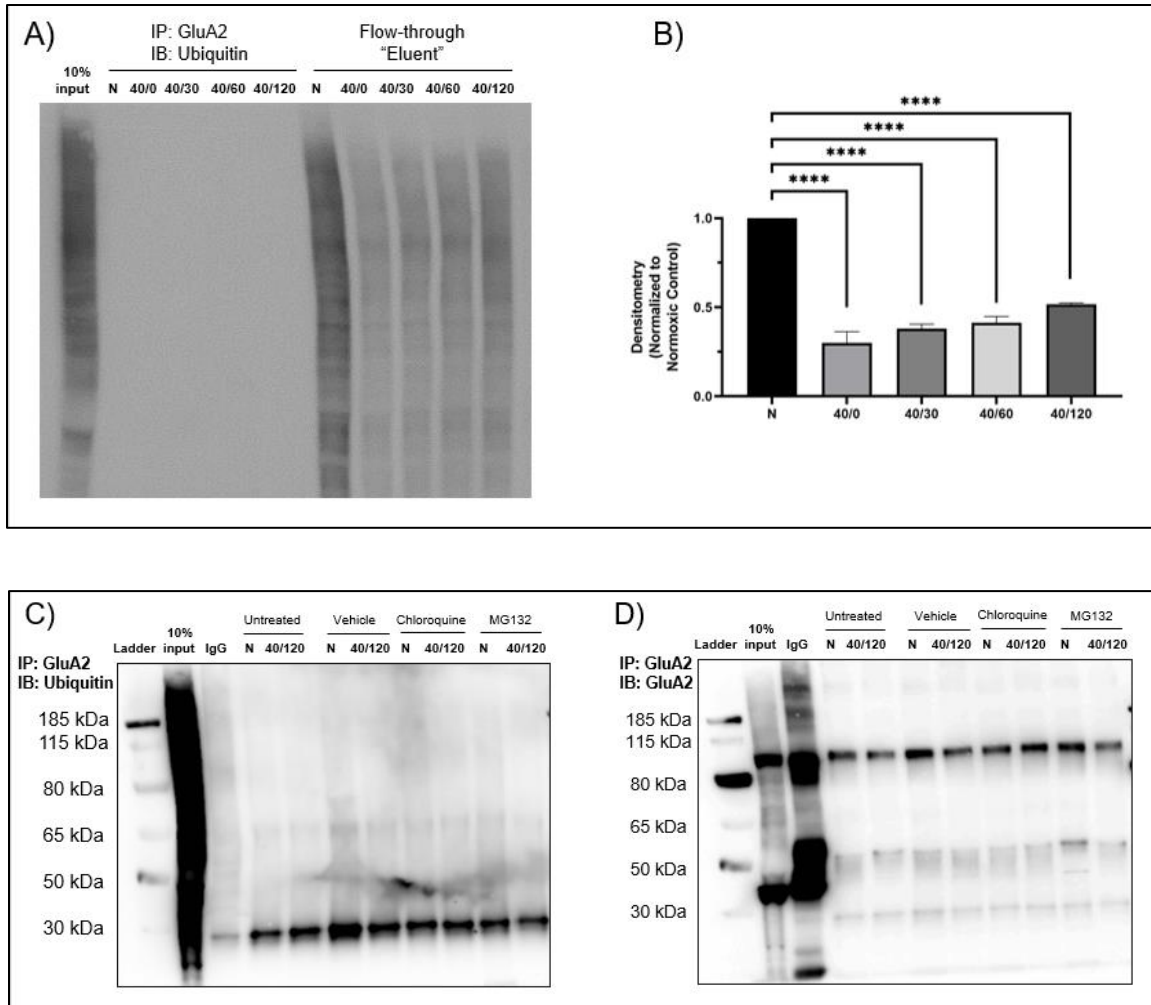 A)
IP: GluA2
IB: Ubiquitin
Flow-through
"Eluent"
10%
input N 40/0 40/30 40/60 40/120 N 40/0 40/30 40/60 40/120
B)
****
****
****
****
Densitometry
(Normalized to
Normoxic Control)
1.0
0.5
0.0
N 40/0 40/30 40/60 40/120
C)
Untreated Vehicle Chloroquine MG132
10%
Ladder input IgG N 40/120 N 40/120 N 40/120 N 40/120
IP: GluA2
IB: Ubiquitin
185 kDa
115 kDa
80 kDa
65 kDa
50 kDa
30 kDa
D)
Untreated Vehicle Chloroquine MG132
10%
Ladder input IgG N 40/120 N 40/120 N 40/120 N 40/120
IP: GluA2
IB: GluA2
185 kDa
115 kDa
80 kDa
65 kDa
50 kDa
30 kDa